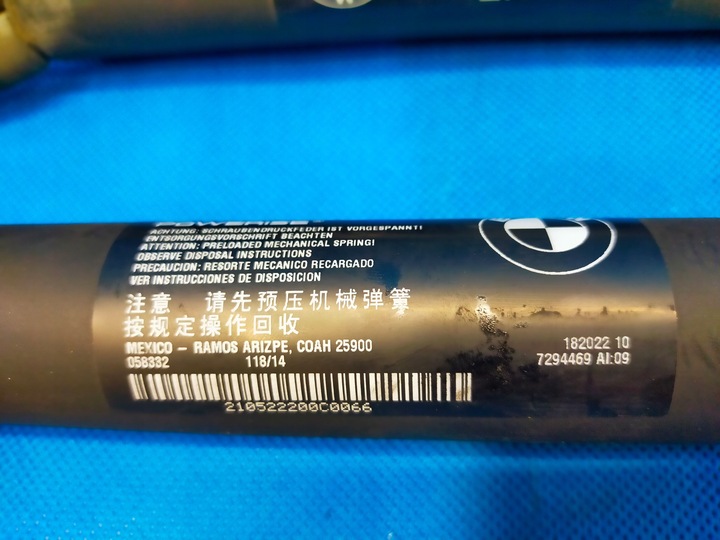 POWERISE
ACHTUNG: SCHRAUBENDRUCKFEDER IST VORGESPANNT!
ENTSORGUNGSVORSCHRIFT BEACHTEN
ATTENTION: PRELOADED MECHANICAL SPRING!
OBSERVE DISPOSAL INSTRUCTIONS
PRECAUCION: RESORTE MECANICO RECARGADO
VER INSTRUCCIONES DE DISPOSICION
注意 请先预压机械弹簧
按规定操作回收
MEXICO – RAMOS ARIZPE, COAH 25900
058332 118/14
182022 10
7294469 AI:09
210522200C0066